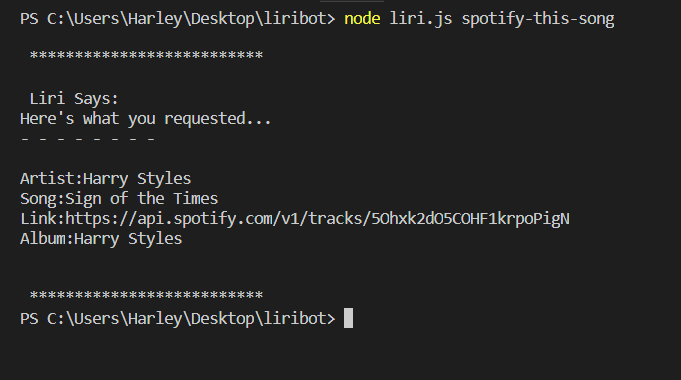 PS C:\Users\Harley\Desktop\liribot> node liri.js spotify-this-song
**************************
Liri Says:
Here's what you requested...
- - - - - - - -
Artist:Harry Styles
Song:Sign of the Times
Link:https://api.spotify.com/v1/tracks/5Ohxk2dO5COHF1krpoPigN
Album:Harry Styles
**************************
PS C:\Users\Harley\Desktop\liribot>